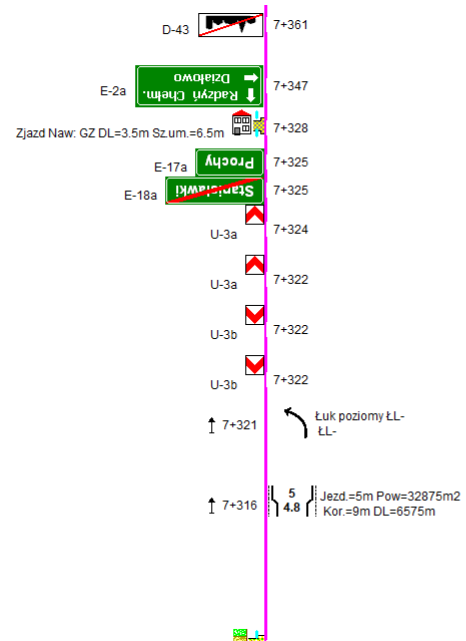 D-43 7+361
Działowo
Radzyń Chełm.
E-2a 7+347
7+328
Zjazd Naw: GZ DL=3.5m Sz.um.=6.5m
Prochy
E-17a 7+325
Stanisławki
E-18a 7+325
7+324
U-3a
7+322
U-3a
7+322
U-3b
7+322
U-3b
7+321 Łuk poziomy ŁL-
ŁL-
5 Jezd.=5m Pow=32875m2
7+316 4.8 Kor.=9m DL=6575m